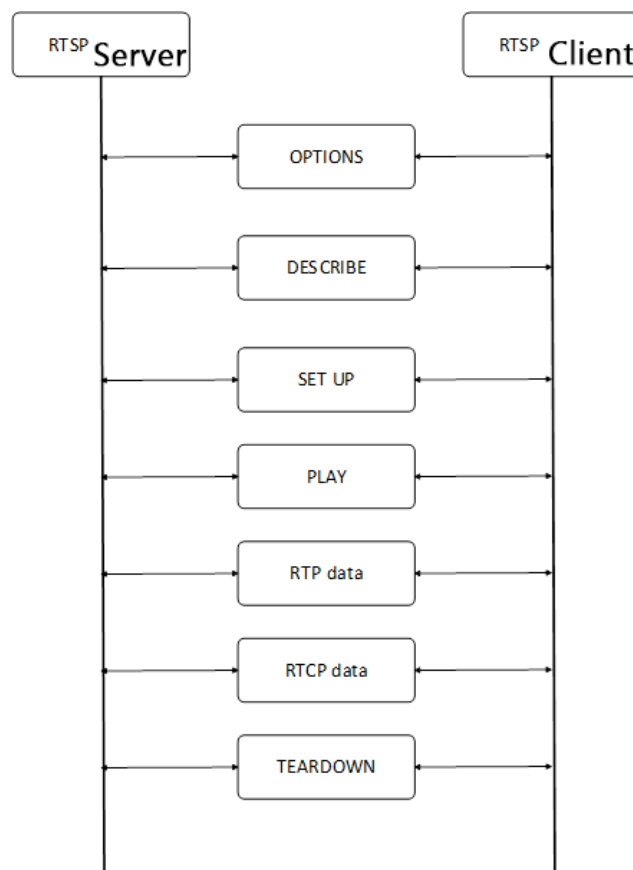 RTSP Server
RTSP Client
OPTIONS
DESCRIBE
SET UP
PLAY
RTP data
RTCP data
TEARDOWN